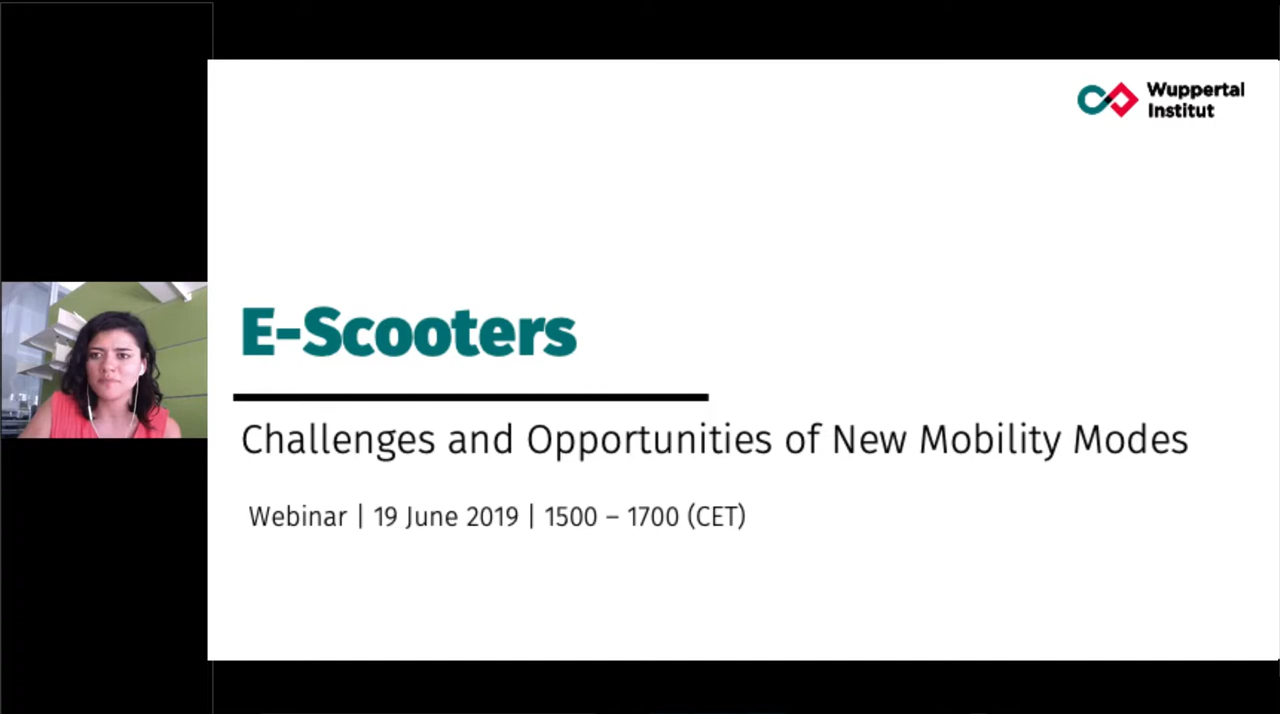 Wuppertal
Institut
E-Scooters
Challenges and Opportunities of New Mobility Modes
Webinar | 19 June 2019 | 1500 – 1700 (CET)